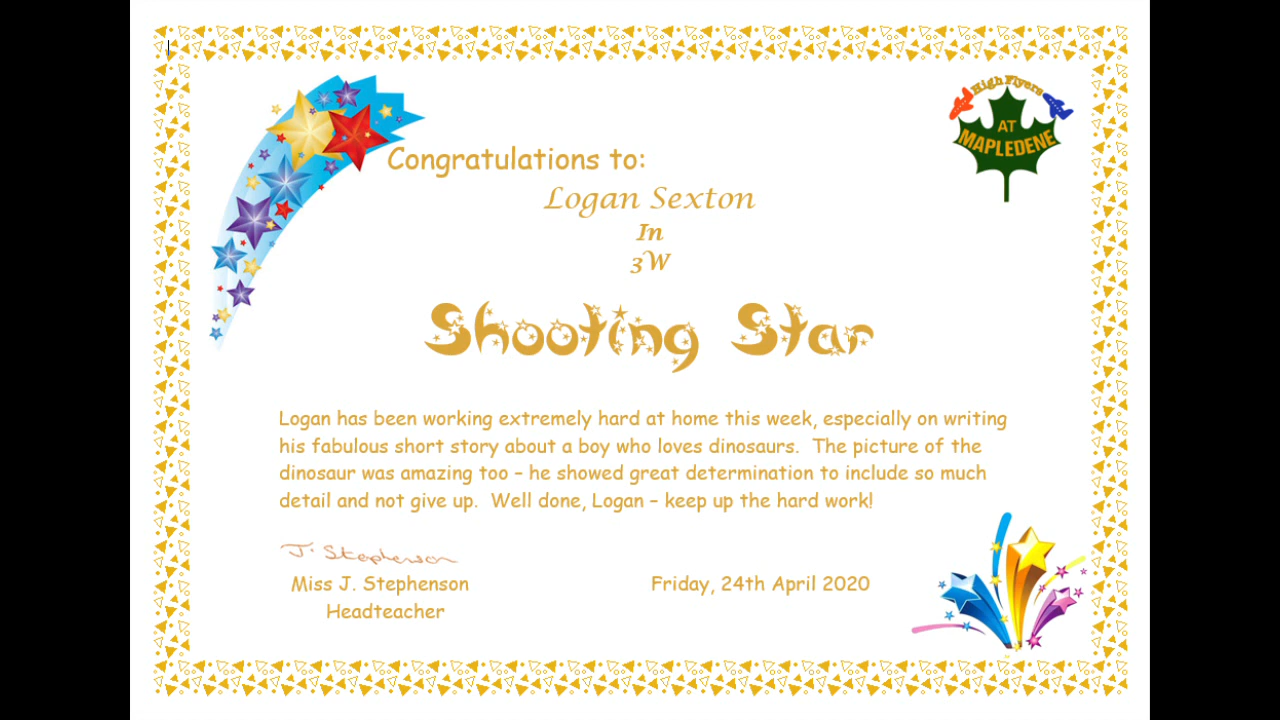 High Flyers
AT
MAPLEDENE
Congratulations to:
Logan Sexton
In
3W
Shooting Star
Logan has been working extremely hard at home this week, especially on writing
his fabulous short story about a boy who loves dinosaurs.  The picture of the
dinosaur was amazing too – he showed great determination to include so much
detail and not give up.  Well done, Logan – keep up the hard work!
J. Stephenson
Miss J. Stephenson
Friday, 24th April 2020
Headteacher